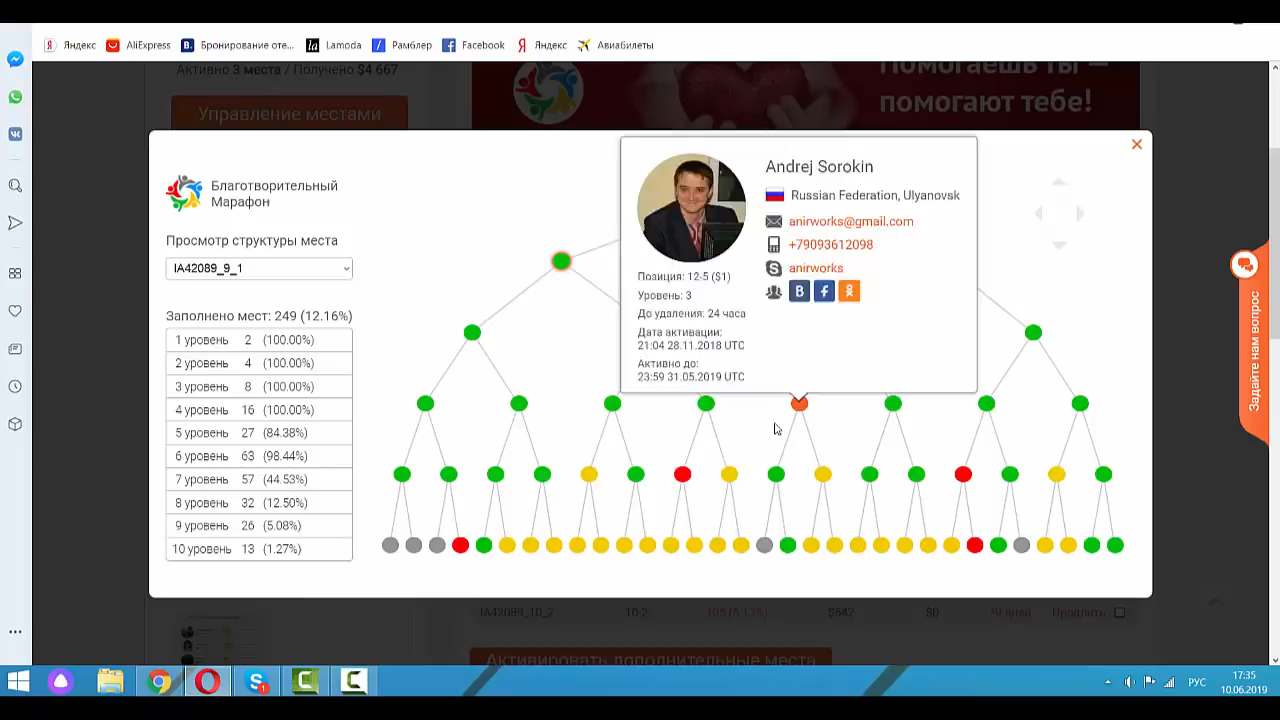 Яндекс
AliExpress
Бронирование оте...
Lamoda
Рамблер
Facebook
Яндекс
Авиабилеты
Активно 3 места / Получено $4 667
Управление местами
Помогаешь ты –
помогают тебе!
Благотворительный
Марафон
Просмотр структуры места
IA42089_9_1
Заполнено мест: 249 (12.16%)
1 уровень 2 (100.00%)
2 уровень 4 (100.00%)
3 уровень 8 (100.00%)
4 уровень 16 (100.00%)
5 уровень 27 (84.38%)
6 уровень 63 (98.44%)
7 уровень 57 (44.53%)
8 уровень 32 (12.50%)
9 уровень 26 (5.08%)
10 уровень 13 (1.27%)
Andrej Sorokin
Russian Federation, Ulyanovsk
anirworks@gmail.com
+79093612098
anirworks
Позиция: 12-5 ($1)
Уровень: 3
До удаления: 24 часа
Дата активации:
21:04 28.11.2018 UTC
Активно до:
23:59 31.05.2019 UTC
Задайте нам вопрос
IA42089_10_2 10-2 105 (5.13%) $642 $0 дней Продлить
Активировать дополнительные места
РУС
17:35
10.06.2019